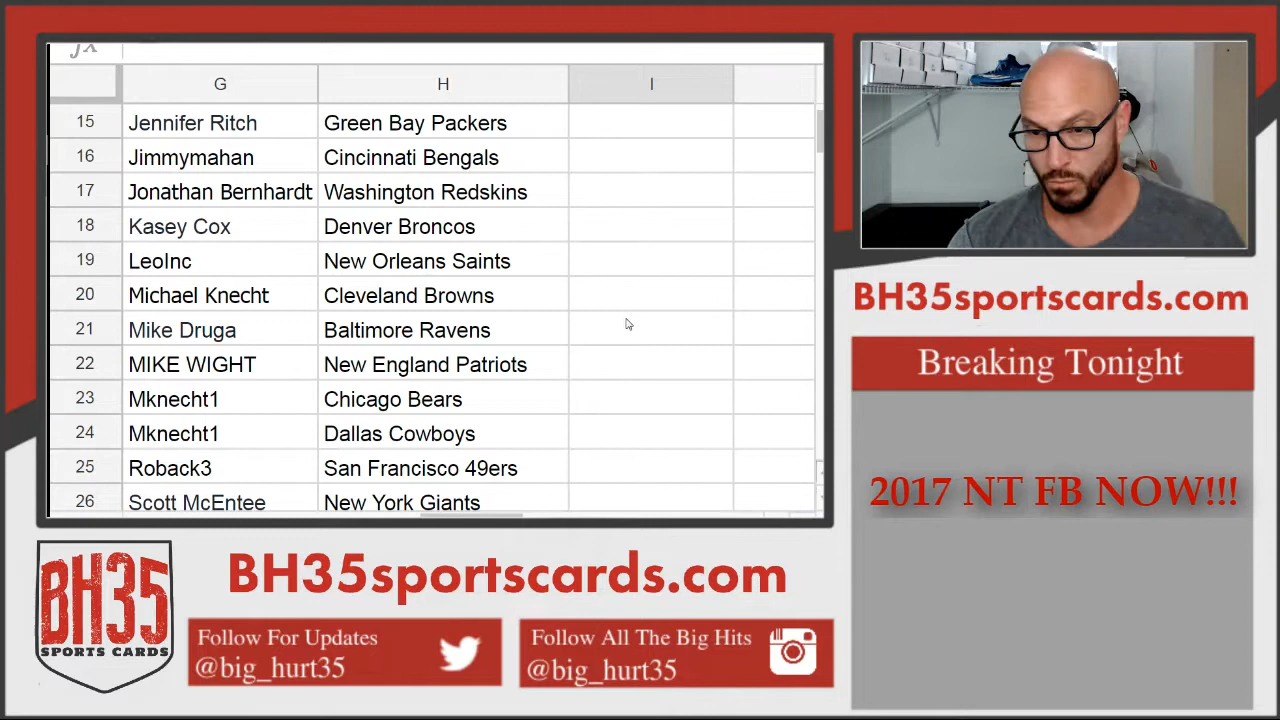 G H I
15 Jennifer Ritch Green Bay Packers
16 Jimmymahan Cincinnati Bengals
17 Jonathan Bernhardt Washington Redskins
18 Kasey Cox Denver Broncos
19 LeoInc New Orleans Saints
20 Michael Knecht Cleveland Browns
21 Mike Druga Baltimore Ravens
22 MIKE WIGHT New England Patriots
23 Mknecht1 Chicago Bears
24 Mknecht1 Dallas Cowboys
25 Roback3 San Francisco 49ers
26 Scott McEntee New York Giants
BH35sportscards.com
Breaking Tonight
2017 NT FB NOW!!!
BH35
SPORTS CARDS
BH35sportscards.com
Follow For Updates
@big_hurt35
Follow All The Big Hits
@big_hurt35